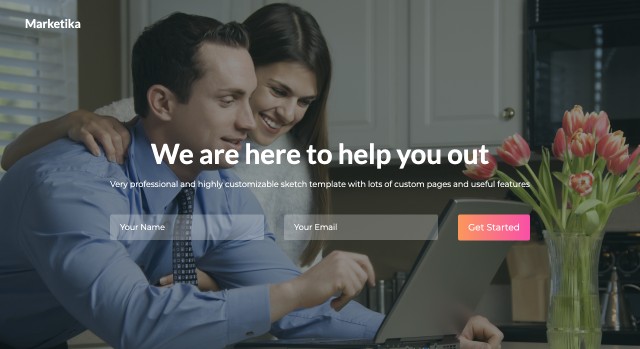 Marketika
We are here to help you out
Very professional and highly customizable sketch template with lots of custom pages and useful features
Your Name
Your Email
Get Started